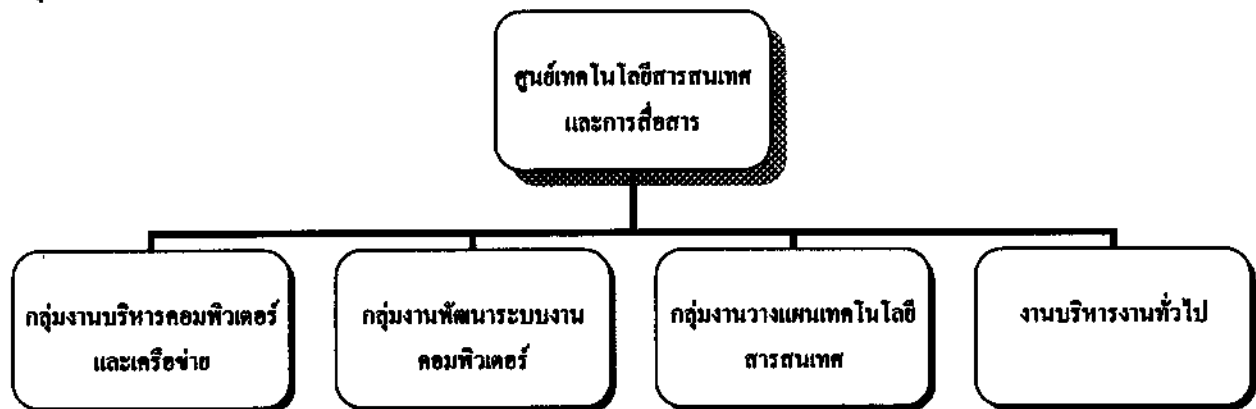 ศูนย์เทคโนโลยีสารสนเทศ
และการสื่อสาร
กลุ่มงานบริหารคอมพิวเตอร์
และเครือข่าย
กลุ่มงานพัฒนาระบบงาน
คอมพิวเตอร์
กลุ่มงานวางแผนเทคโนโลยี
สารสนเทศ
งานบริหารงานทั่วไป